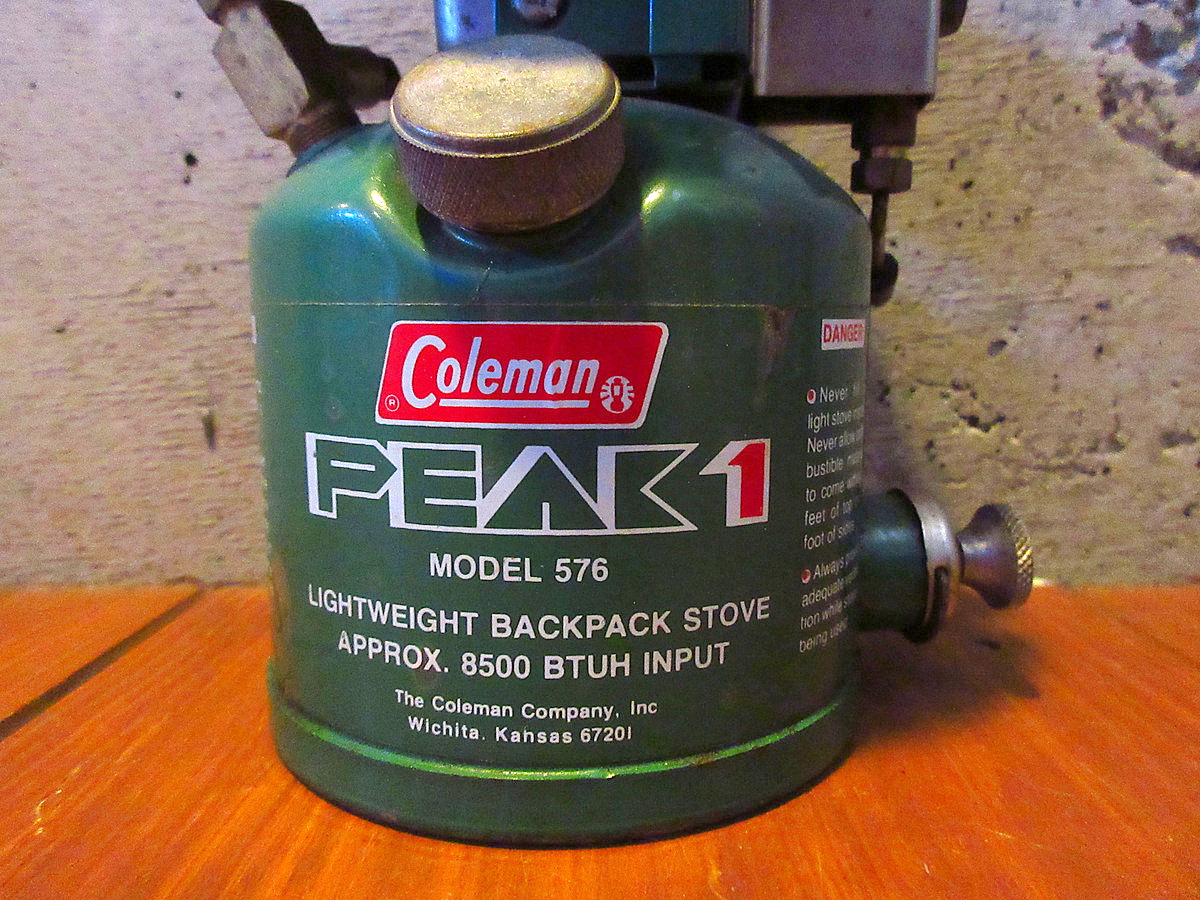 Coleman
®
PEAK 1
MODEL 576
LIGHTWEIGHT BACKPACK STOVE
APPROX. 8500 BTUH INPUT
The Coleman Company, Inc
Wichita. Kansas 67201
DANGER
Never
light stove
Never allow
bustible
to come
feet of
foot of
Always
adequate
tion while
being used